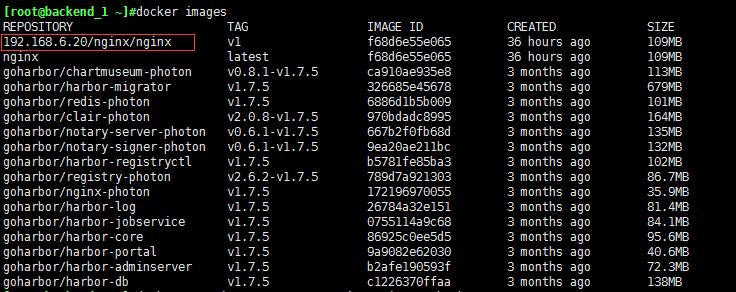 [root@backend_1 ~]#docker images
REPOSITORY TAG IMAGE ID CREATED SIZE
192.168.6.20/nginx/nginx v1 f68d6e55e065 36 hours ago 109MB
nginx latest f68d6e55e065 36 hours ago 109MB
goharbor/chartmuseum-photon v0.8.1-v1.7.5 ca910ae935e8 3 months ago 113MB
goharbor/harbor-migrator v1.7.5 326685e45678 3 months ago 679MB
goharbor/redis-photon v1.7.5 6886d1b5b009 3 months ago 101MB
goharbor/clair-photon v2.0.8-v1.7.5 970bdadc8995 3 months ago 164MB
goharbor/notary-server-photon v0.6.1-v1.7.5 667b2f0fb68d 3 months ago 135MB
goharbor/notary-signer-photon v0.6.1-v1.7.5 9ea20ae211bc 3 months ago 132MB
goharbor/harbor-registryctl v1.7.5 b5781fe85ba3 3 months ago 102MB
goharbor/registry-photon v2.6.2-v1.7.5 789d7a921303 3 months ago 86.7MB
goharbor/nginx-photon v1.7.5 172196970055 3 months ago 35.9MB
goharbor/harbor-log v1.7.5 26784a32e151 3 months ago 81.4MB
goharbor/harbor-jobservice v1.7.5 0755114a9c68 3 months ago 84.1MB
goharbor/harbor-core v1.7.5 86925c0ee5d5 3 months ago 95.6MB
goharbor/harbor-portal v1.7.5 9a9082e62030 3 months ago 40.6MB
goharbor/harbor-adminserver v1.7.5 b2afe190593f 3 months ago 72.3MB
goharbor/harbor-db v1.7.5 c1226370ffaa 3 months ago 138MB